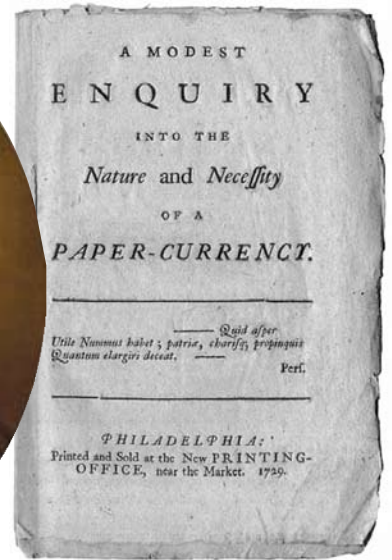 A MODEST
ENQUIRY
INTO THE
Nature and Neceſſity
OF A
PAPER-CURRENCY.
Quid aſper
Utile Nummus habet ; patriæ, chariſq; propinquis
Quantum elargiri deceat.
Perſ.
PHILADELPHIA:
Printed and Sold at the New PRINTING-
OFFICE, near the Market. 1729.